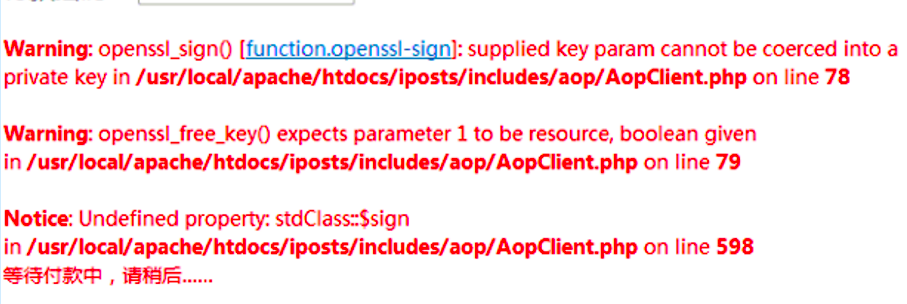 Warning: openssl_sign() [function.openssl-sign]: supplied key param cannot be coerced into a
private key in /usr/local/apache/htdocs/iposts/includes/aop/AopClient.php on line 78
Warning: openssl_free_key() expects parameter 1 to be resource, boolean given
in /usr/local/apache/htdocs/iposts/includes/aop/AopClient.php on line 79
Notice: Undefined property: stdClass::$sign
in /usr/local/apache/htdocs/iposts/includes/aop/AopClient.php on line 598
等待付款中，请稍后......